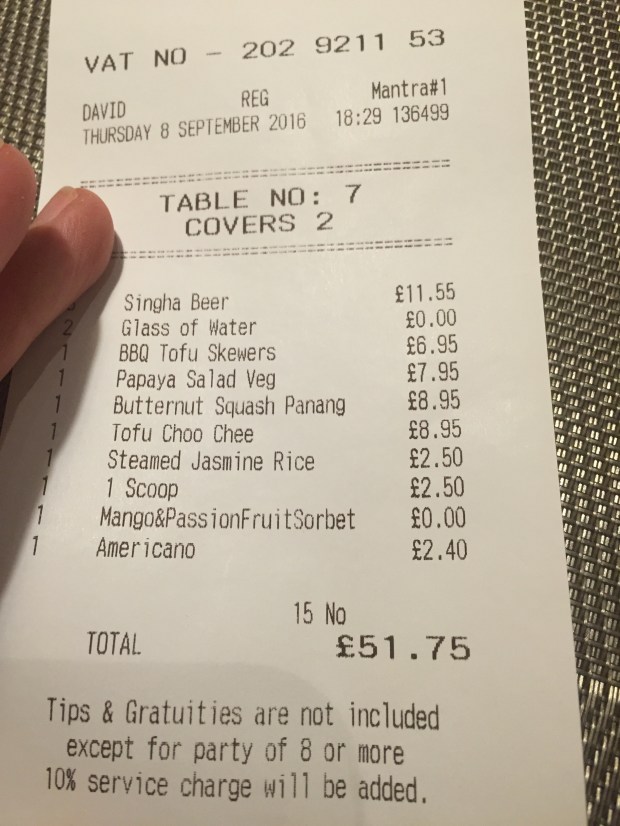 VAT NO - 202 9211 53
DAVID REG Mantra#1
THURSDAY 8 SEPTEMBER 2016 18:29 136499
TABLE NO: 7
COVERS 2
Singha Beer £11.55
2 Glass of Water £0.00
1 BBQ Tofu Skewers £6.95
1 Papaya Salad Veg £7.95
1 Butternut Squash Panang £8.95
1 Tofu Choo Chee £8.95
1 Steamed Jasmine Rice £2.50
1 1 Scoop £2.50
1 Mango&PassionFruitSorbet £0.00
1 Americano £2.40
15 No
TOTAL £51.75
Tips & Gratuities are not included
except for party of 8 or more
10% service charge will be added.